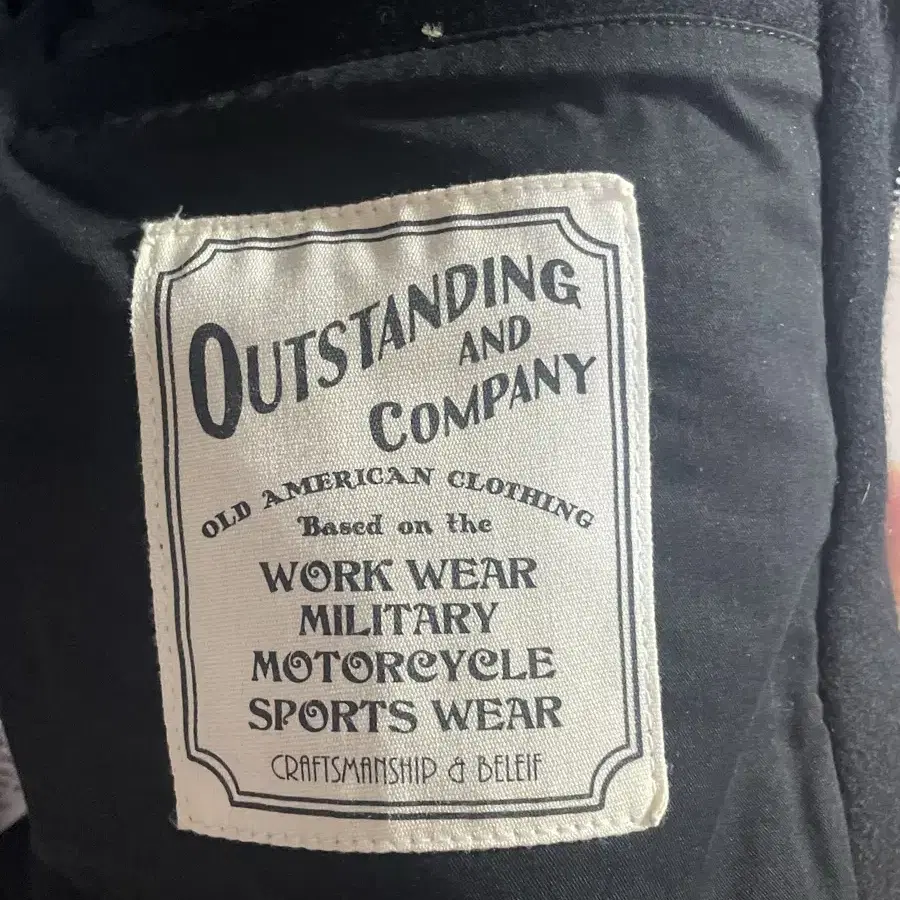 OUTSTANDING
AND
COMPANY
OLD AMERICAN CLOTHING
Based on the
WORK WEAR
MILITARY
MOTORCYCLE
SPORTS WEAR
CRAFTSMANSHIP & BELEIF